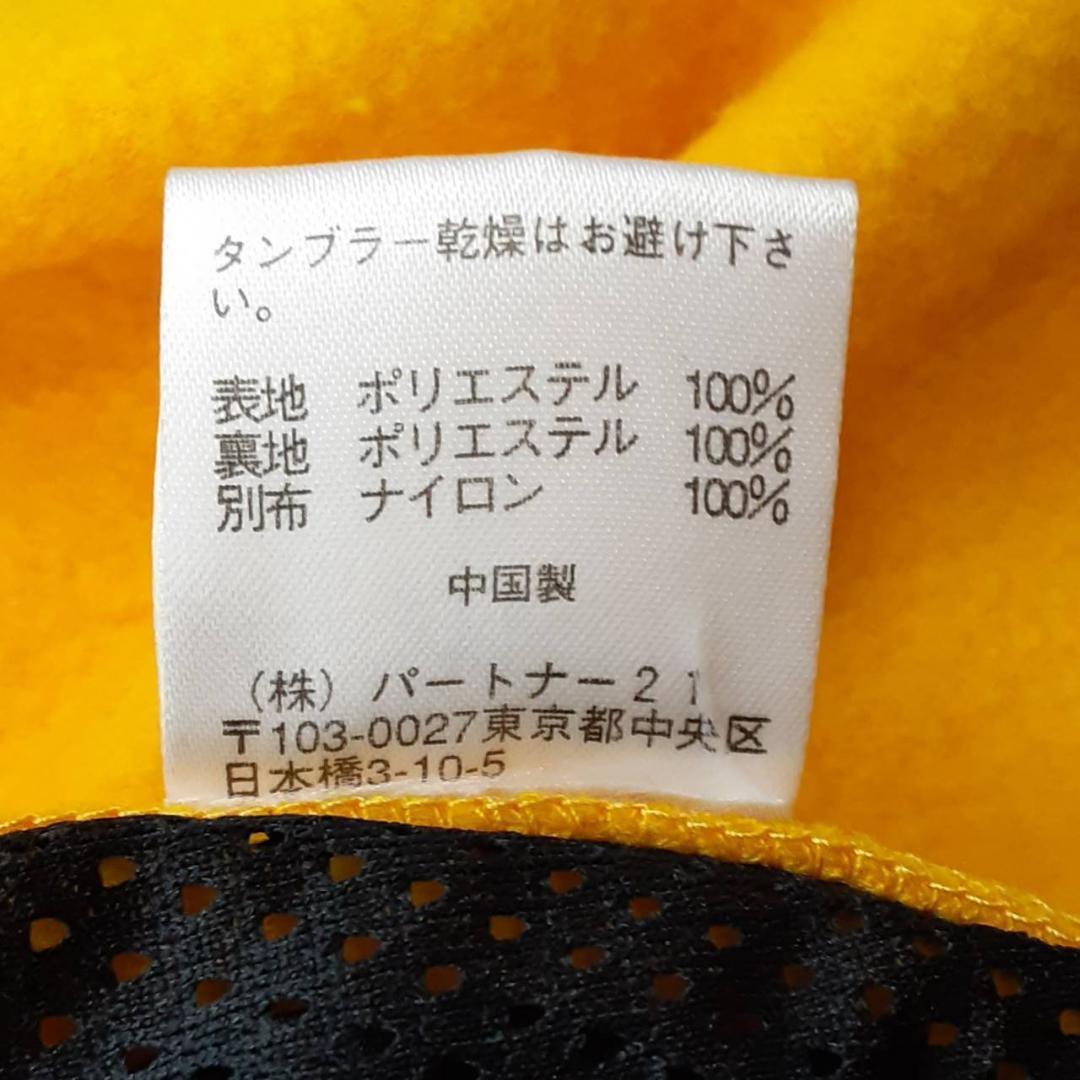 タンブラー乾燥はお避け下さ
い。
表地 ポリエステル 100%
裏地 ポリエステル 100%
別布 ナイロン 100%
中国製
（株） パートナー２１
〒103-0027東京都中央区
日本橋3-10-5